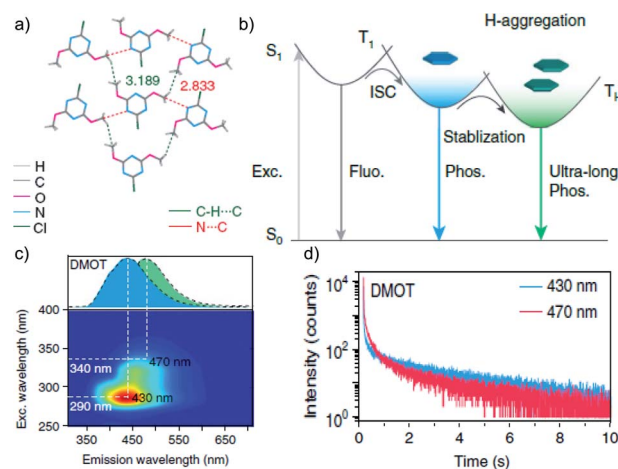 a)
3.189
2.833
H
C
O
N
Cl
C-H···C
N···C
b)
H-aggregation
S1
T1
ISC
TH
Stablization
Exc.
Fluo.
Phos.
Ultra-long
Phos.
S0
c)
DMOT
Exc. wavelength (nm)
400
350
300
250
340 nm
290 nm
470 nm
430 nm
350 450 550 650
Emission wavelength (nm)
d)
DMOT
430 nm
470 nm
Intensity (counts)
10^4
10^2
10^0
0 2 4 6 8 10
Time (s)